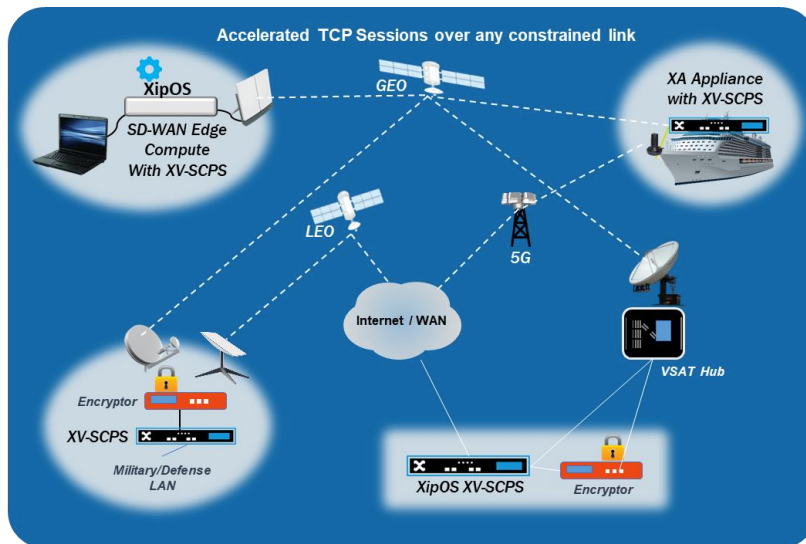 Accelerated TCP Sessions over any constrained link
XipOS
SD-WAN Edge
Compute
With XV-SCPS
GEO
XA Appliance
with XV-SCPS
LEO
5G
Internet / WAN
VSAT Hub
Encryptor
XV-SCPS
Military/Defense
LAN
XipOS XV-SCPS
Encryptor